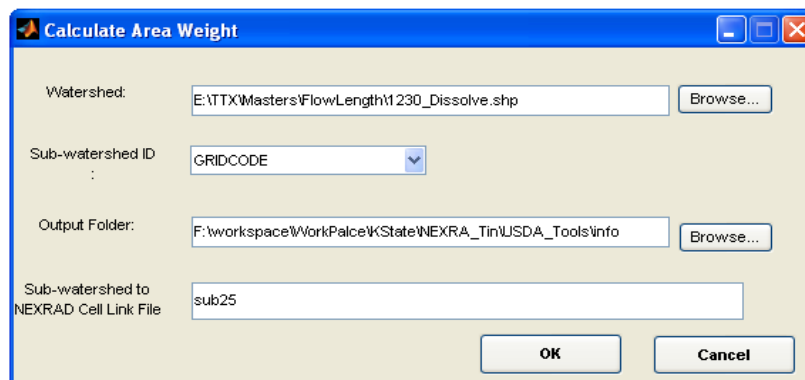 Calculate Area Weight
Watershed:
E:\TTX\Masters\FlowLength\1230_Dissolve.shp
Browse...
Sub-watershed ID
:
GRIDCODE
Output Folder:
F:\workspace\WorkPalce\KState\NEXRA_Tin\USDA_Tools\info
Browse...
Sub-watershed to
NEXRAD Cell Link File
sub25
OK
Cancel